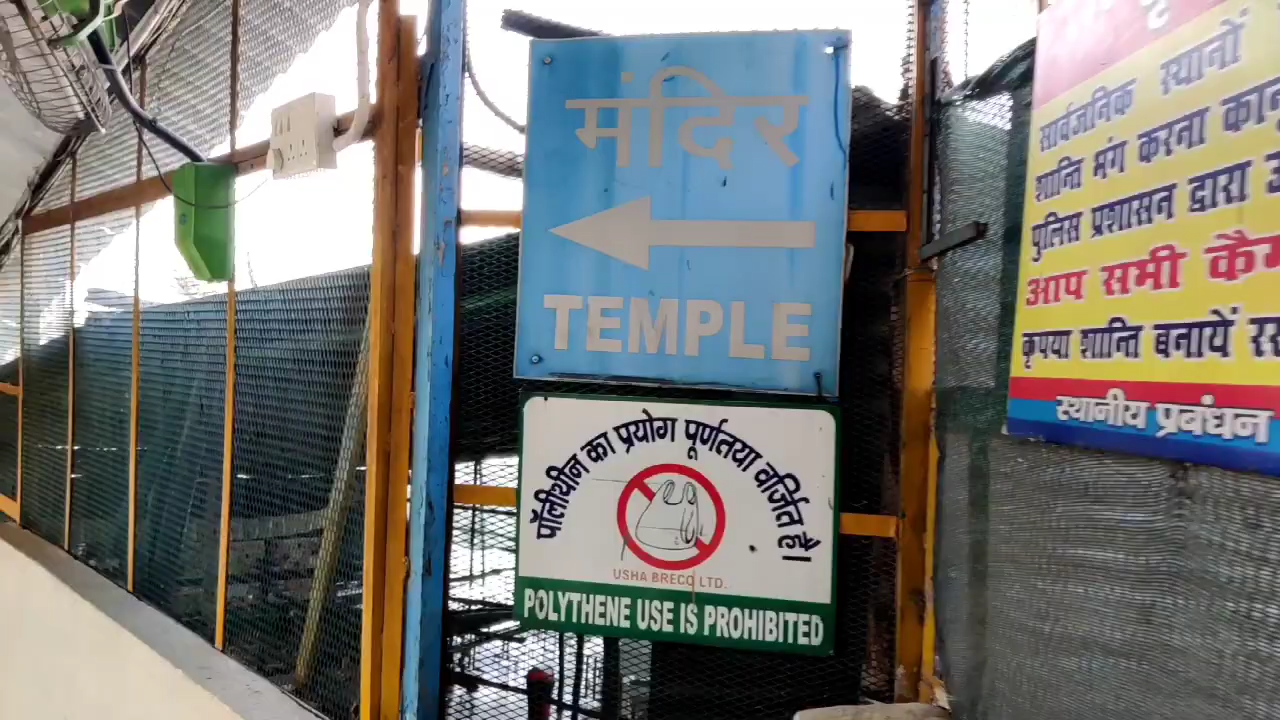 मंदिर
TEMPLE
पॉलीथीन का प्रयोग पूर्णतया वर्जित है।
USHA BRECO LTD.
POLYTHENE USE IS PROHIBITED
सार्वजनिक स्थानों
शान्ति मंग करना
पुलिस प्रशासन द्वारा
आप सभी
कृपया शान्ति बनायें
स्थानीय प्रबंधन